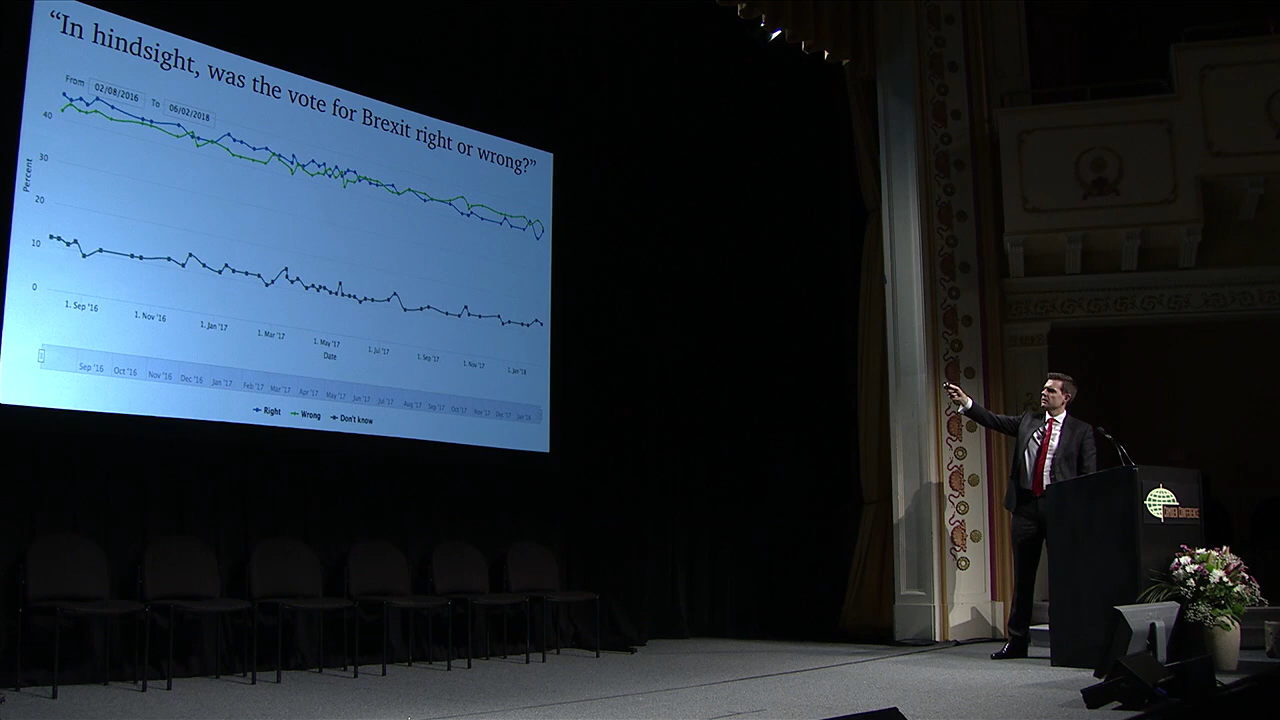 “In hindsight, was the vote for Brexit right or wrong?”
From 02/08/2016 To 06/02/2018
40
30
20
10
0
Percent
1. Sep '16 1. Nov '16 1. Jan '17 1. Mar '17 1. May '17 1. Jul '17 1. Sep '17 1. Nov '17 1. Jan '18
Date
Sep '16 Oct '16 Nov '16 Dec '16 Jan '17 Feb '17 Mar '17 Apr '17 May '17 Jun '17 Jul '17 Aug '17 Sep '17 Oct '17 Nov '17 Dec '17 Jan '18
Right Wrong Don't know
CAMDEN CONFERENCE